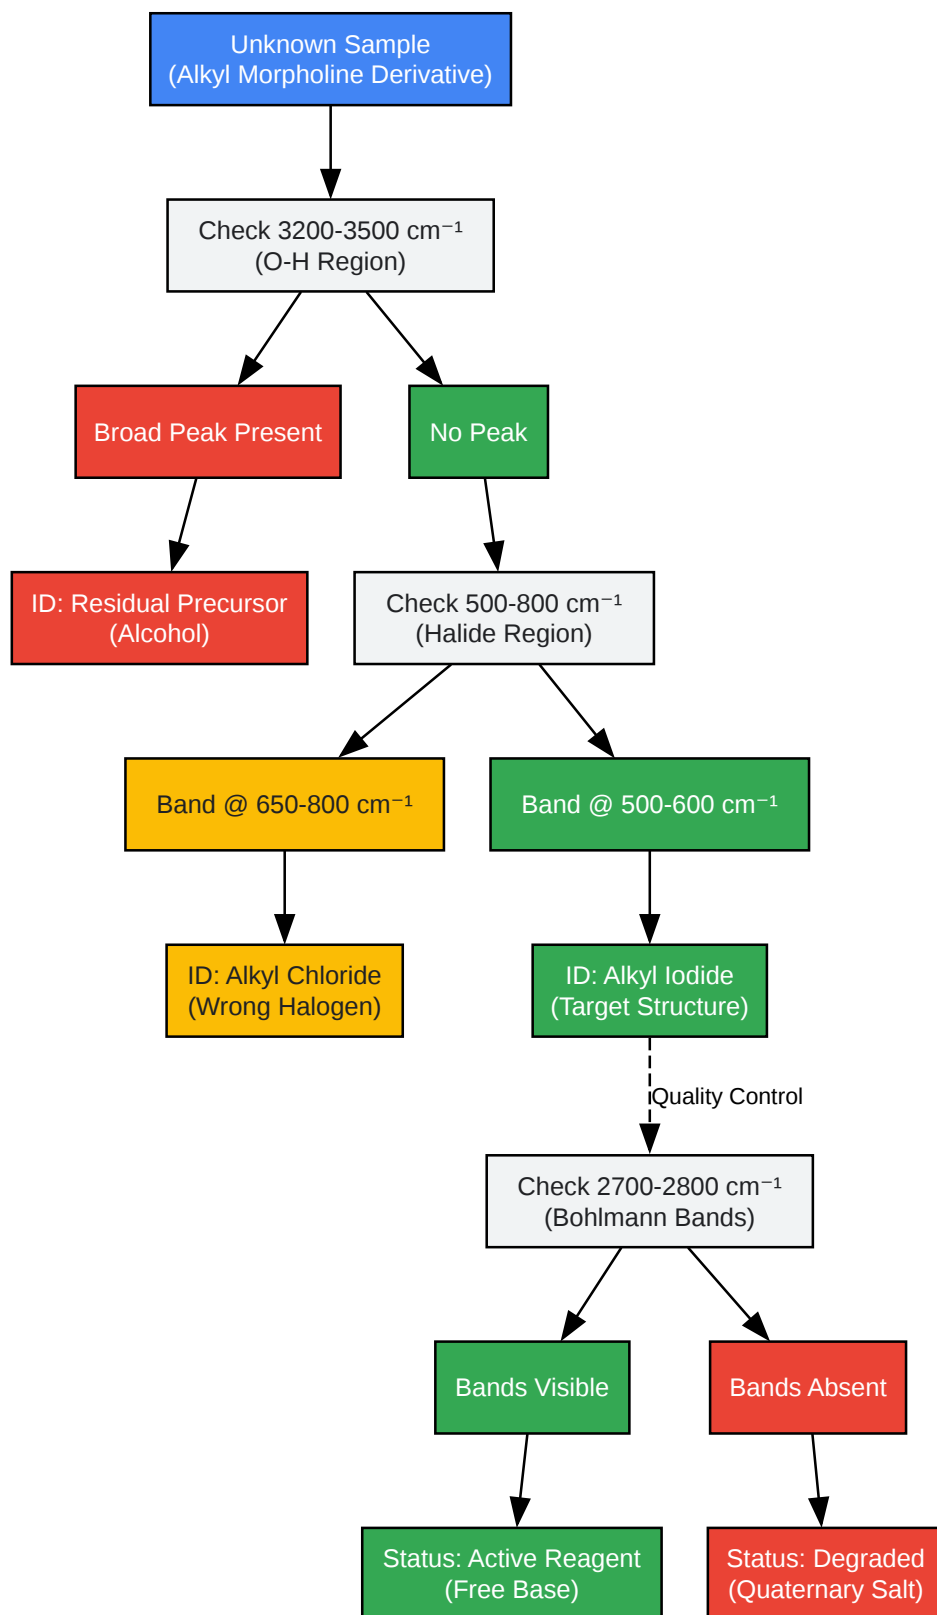 Unknown Sample
(Alkyl Morpholine Derivative)
Check 3200-3500 cm⁻¹
(O-H Region)
Broad Peak Present
No Peak
ID: Residual Precursor
(Alcohol)
Check 500-800 cm⁻¹
(Halide Region)
Band @ 650-800 cm⁻¹
Band @ 500-600 cm⁻¹
ID: Alkyl Chloride
(Wrong Halogen)
ID: Alkyl Iodide
(Target Structure)
Quality Control
Check 2700-2800 cm⁻¹
(Bohlmann Bands)
Bands Visible
Bands Absent
Status: Active Reagent
(Free Base)
Status: Degraded
(Quaternary Salt)